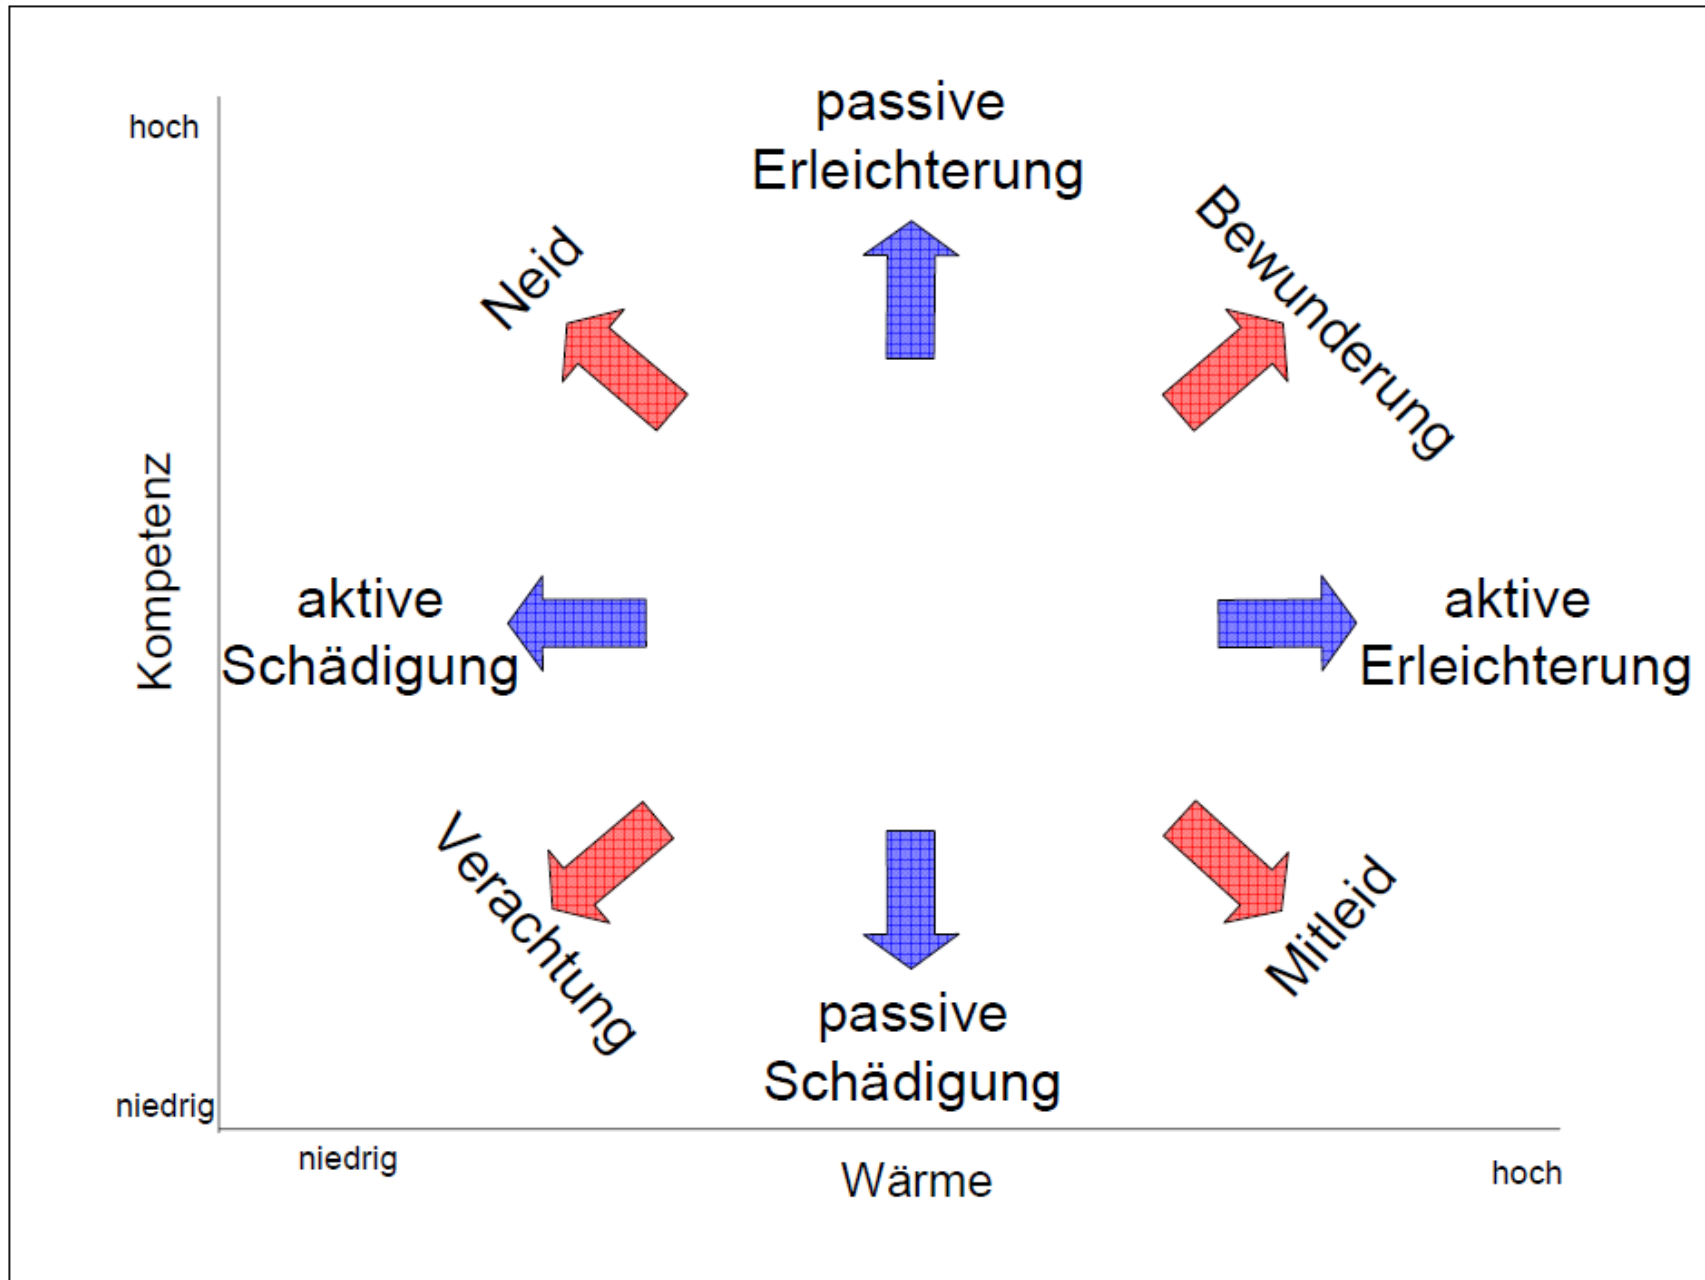 passive
Erleichterung
hoch
Neid
Bewunderung
Kompetenz
aktive
Schädigung
aktive
Erleichterung
Verachtung
Mitleid
passive
Schädigung
niedrig
niedrig
Wärme
hoch